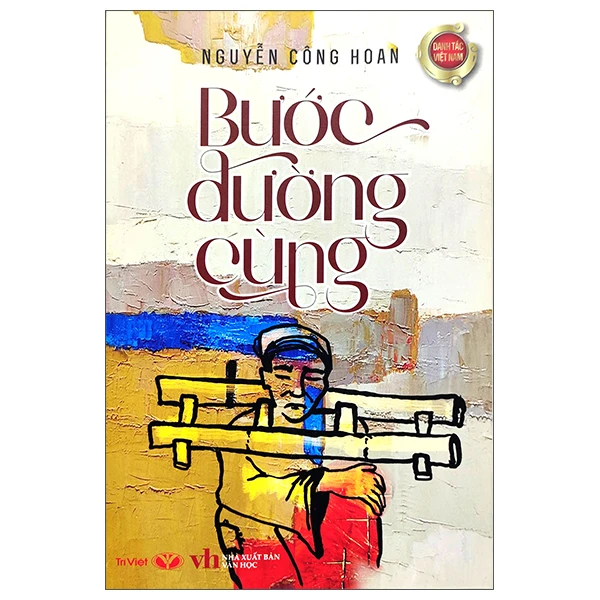 NGUYỄN CÔNG HOAN
DANH TÁC
VIỆT NAM
Bước
đường
cùng
Trí Việt
vh
NHÀ XUẤT BẢN
VĂN HỌC